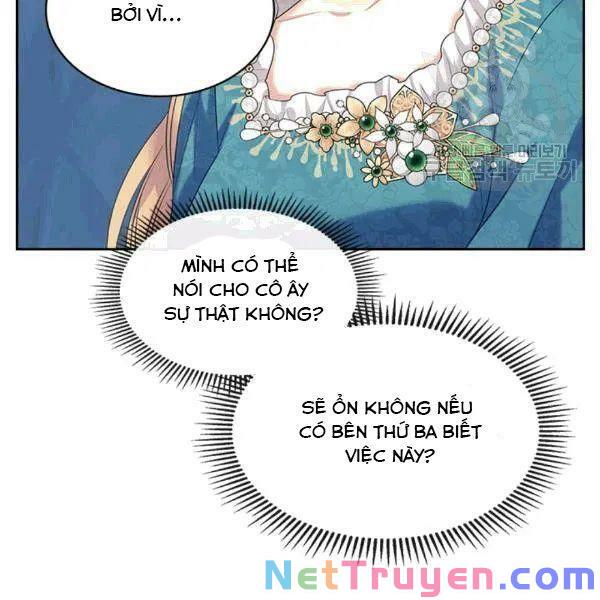 BỞI VÌ...
MÌNH CÓ THỂ
NÓI CHO CÔ ẤY
SỰ THẬT KHÔNG?
SẼ ỔN KHÔNG NẾU
CÓ BÊN THỨ BA BIẾT
VIỆC NÀY?
NetTruyen.com